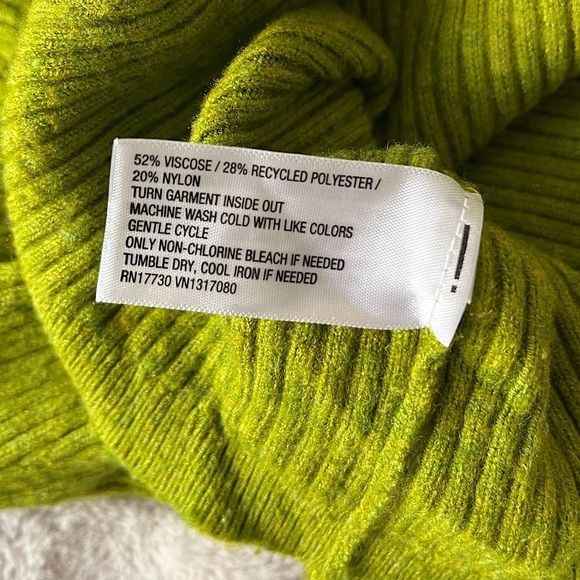 52% VISCOSE / 28% RECYCLED POLYESTER /
20% NYLON
TURN GARMENT INSIDE OUT
MACHINE WASH COLD WITH LIKE COLORS
GENTLE CYCLE
ONLY NON-CHLORINE BLEACH IF NEEDED
TUMBLE DRY, COOL IRON IF NEEDED
RN17730 VN1317080